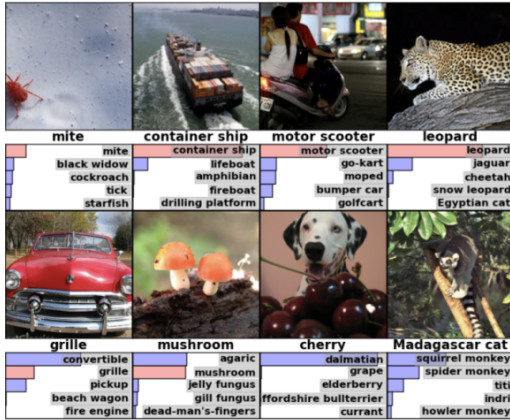 mite
container ship
motor scooter
leopard
mite
black widow
cockroach
tick
starfish
container ship
lifeboat
amphibian
fireboat
drilling platform
motor scooter
go-kart
moped
bumper car
golfcart
leopard
jaguar
cheetah
snow leopard
Egyptian cat
grille
mushroom
cherry
Madagascar cat
convertible
grille
pickup
beach wagon
fire engine
agaric
mushroom
jelly fungus
gill fungus
dead-man's-fingers
dalmatian
grape
elderberry
ffordshire bullterrier
currant
squirrel monkey
spider monkey
titi
indri
howler monkey